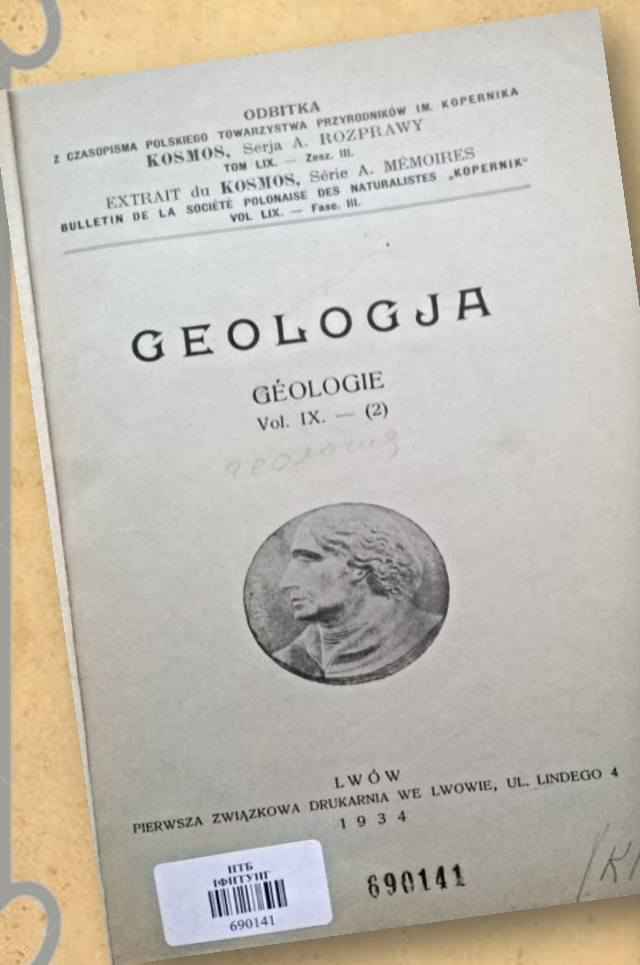 ODBITKA
Z CZASOPISMA POLSKIEGO TOWARZYSTWA PRZYRODNIKÓW IM. KOPERNIKA
KOSMOS, Serja A. ROZPRAWY
TOM LIX. — Zesz. III.
EXTRAIT du KOSMOS, Série A. MÉMOIRES
BULLETIN DE LA SOCIÉTÉ POLONAISE DES NATURALISTES „KOPERNIK"
VOL LIX. — Fasc. III.
GEOLOGJA
GÉOLOGIE
Vol. IX. — (2)
геология
LWÓW
PIERWSZA ZWIĄZKOWA DRUKARNIA WE LWOWIE, UL. LINDEGO 4
1934
НТБ
ІФНТУНГ
690141
690141